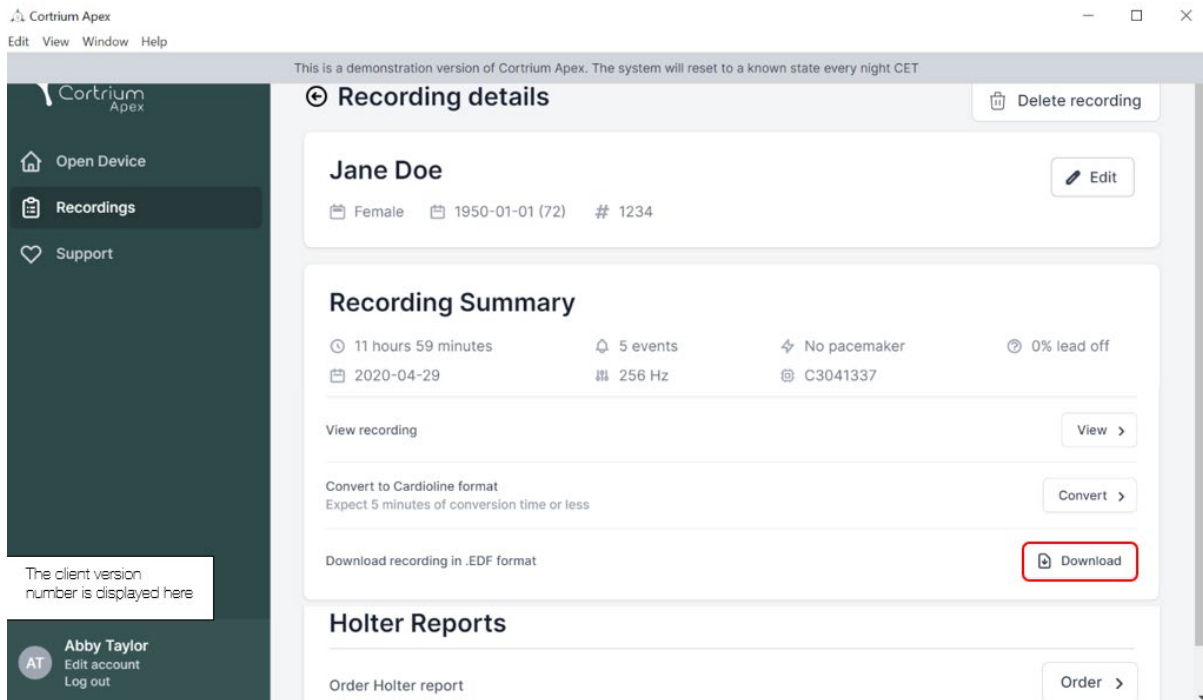 Cortrium Apex
Edit View Window Help
This is a demonstration version of Cortrium Apex. The system will reset to a known state every night CET
Cortrium
Apex
Open Device
Recordings
Support
The client version
number is displayed here
AT
Abby Taylor
Edit account
Log out
Recording details
Delete recording
Jane Doe
Edit
Female 1950-01-01 (72) # 1234
Recording Summary
11 hours 59 minutes 5 events No pacemaker 0% lead off
2020-04-29 256 Hz C3041337
View recording
View >
Convert to Cardioline format
Expect 5 minutes of conversion time or less
Convert >
Download recording in .EDF format
Download
Holter Reports
Order Holter report
Order >